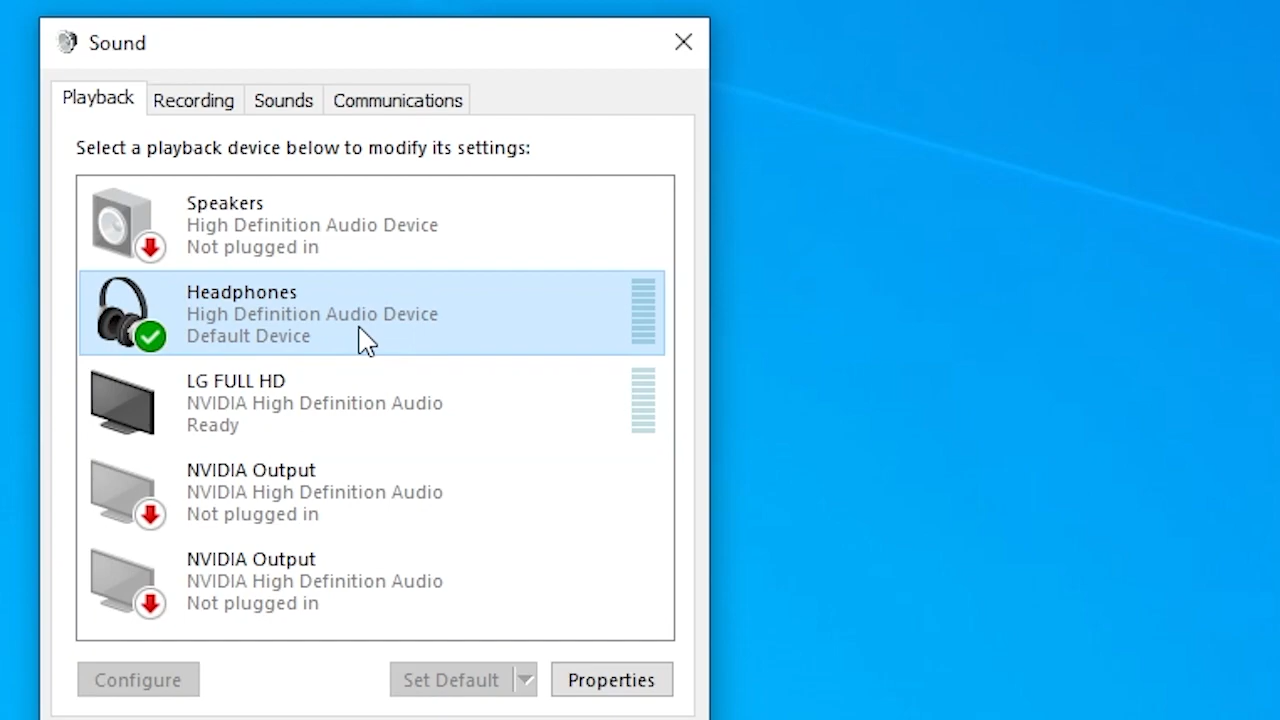 Sound
Playback
Recording
Sounds
Communications
Select a playback device below to modify its settings:
Speakers
High Definition Audio Device
Not plugged in
Headphones
High Definition Audio Device
Default Device
LG FULL HD
NVIDIA High Definition Audio
Ready
NVIDIA Output
NVIDIA High Definition Audio
Not plugged in
NVIDIA Output
NVIDIA High Definition Audio
Not plugged in
Configure
Set Default
Properties